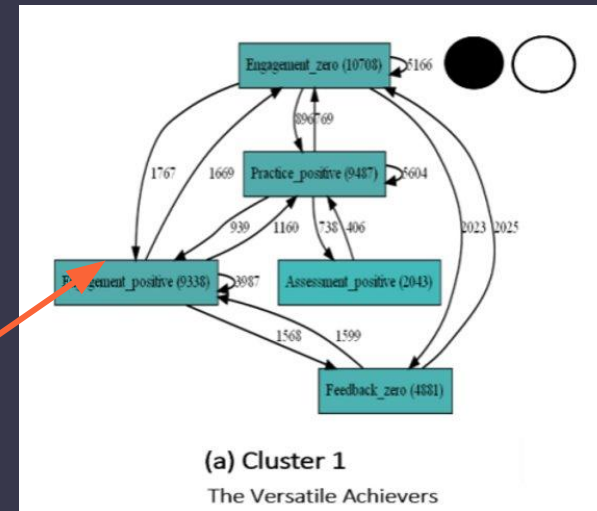 Engagement_zero (10708)
5166
896
769
1767
1669
Practice_positive (9487)
5604
939
1160
738
406
2023
2025
Engagement_positive (9338)
3987
Assessment_positive (2043)
1568
1599
Feedback_zero (4881)
(a) Cluster 1
The Versatile Achievers